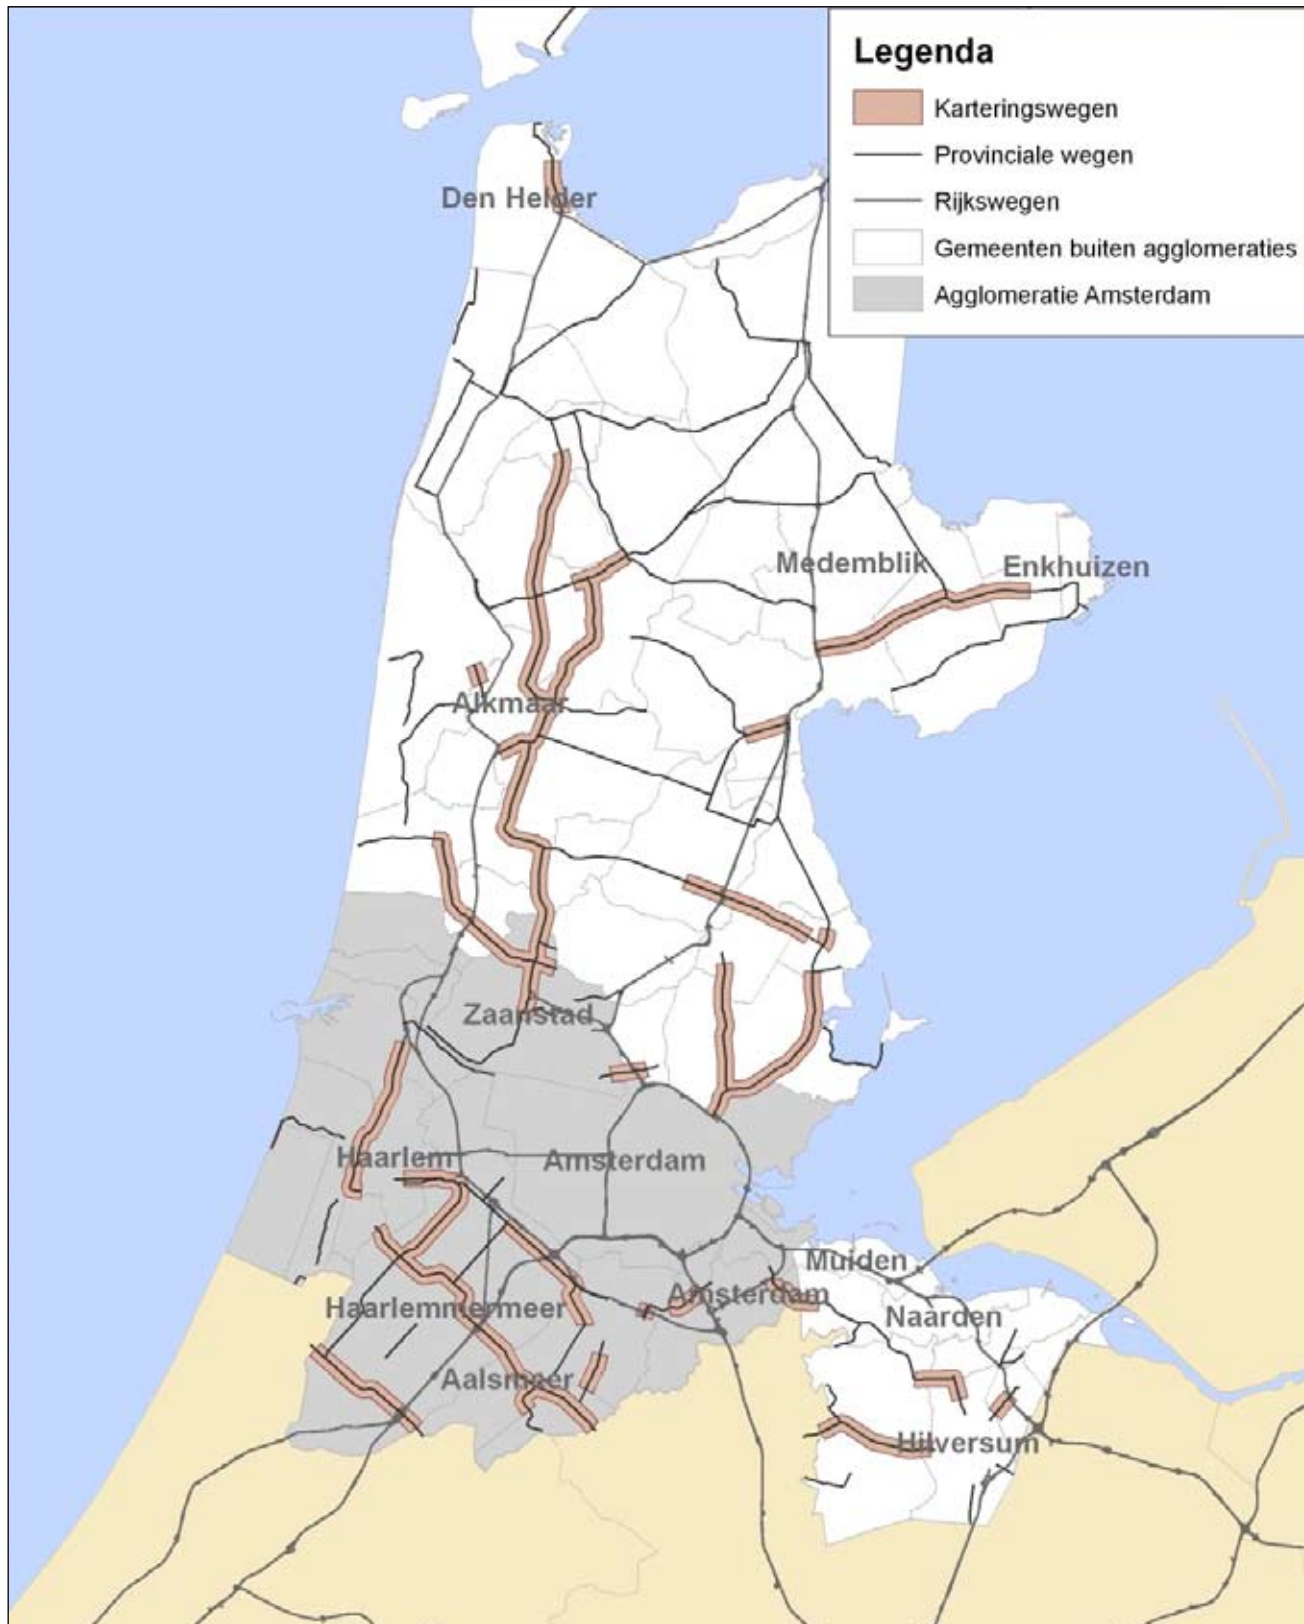 Legenda
Karteringswegen
Provinciale wegen
Rijkswegen
Gemeenten buiten agglomeraties
Agglomeratie Amsterdam
Den Helder
Medemblik
Enkhuizen
Alkmaar
Zaanstad
Haarlem
Amsterdam
Muiden
Amsterdam
Haarlemmermeer
Naarden
Aalsmeer
Hilversum